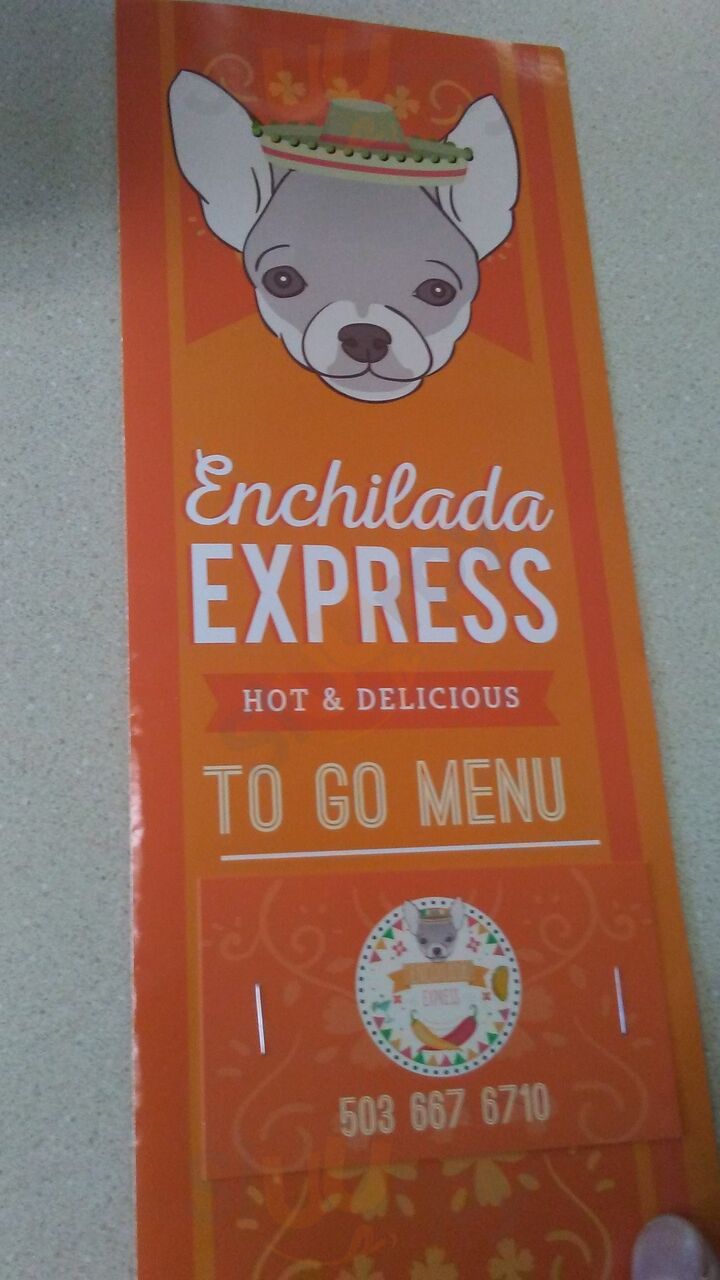 Enchilada
EXPRESS
HOT & DELICIOUS
TO GO MENU
EXPRESS
503 667 6710